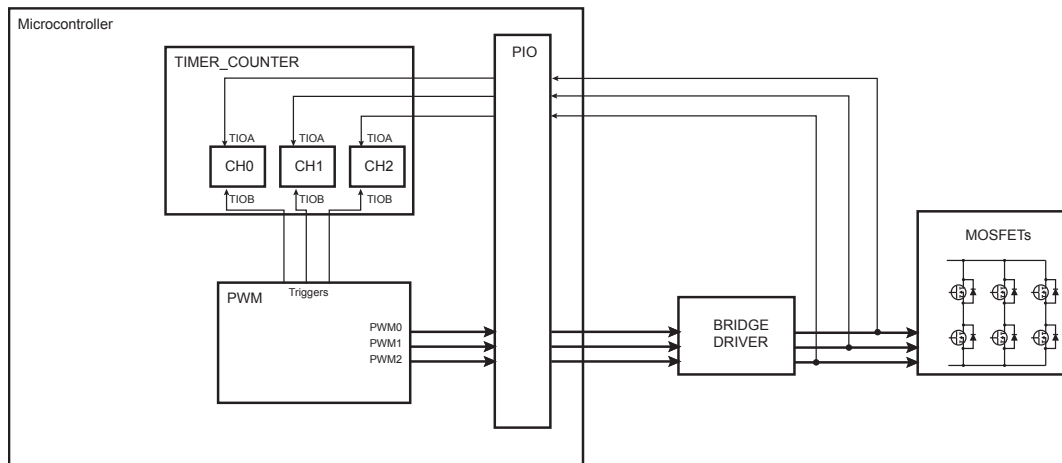 Microcontroller
PIO
TIMER_COUNTER
TIOA TIOA TIOA
CH0 CH1 CH2
TIOB TIOB TIOB
MOSFETs
Triggers
PWM
PWM0
PWM1
PWM2
BRIDGE
DRIVER